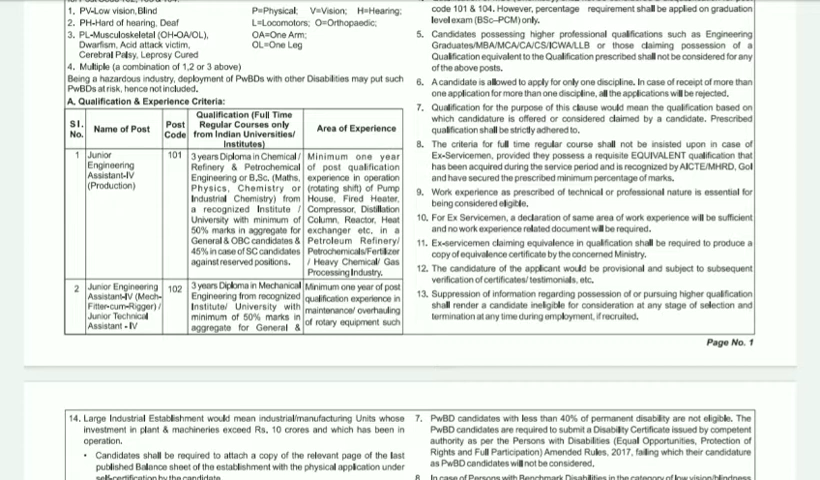 1. PV-Low vision, Blind
2. PH-Hard of hearing, Deaf
3. PL-Musculoskeletal (OH-OA/OL),
Dwarfism, Acid attack victim,
Cerebral Palsy, Leprosy Cured
P=Physical; V=Vision; H=Hearing;
L=Locomotors; O=Orthopaedic;
OA=One Arm;
OL=One Leg
4. Multiple (a combination of 1,2 or 3 above)
Being a hazardous industry, deployment of PwBDs with other Disabilities may put such
PwBDs at risk, hence not included.
A. Qualification & Experience Criteria:
Sl. No.
Name of Post
Post Code
Qualification (Full Time
Regular Courses only
from Indian Universities/
Institutes)
Area of Experience
1
Junior
Engineering
Assistant-IV
(Production)
101
3 years Diploma in Chemical /
Refinery & Petrochemical
Engineering or B.Sc. (Maths,
Physics, Chemistry or
Industrial Chemistry) from
a recognized Institute /
University with minimum of
50% marks in aggregate for
General & OBC candidates &
45% in case of SC candidates
against reserved positions.
Minimum one year
of post qualification
experience in operation
(rotating shift) of Pump
House, Fired Heater,
Compressor, Distillation
Column, Reactor, Heat
exchanger etc. in a
Petroleum Refinery/
Petrochemicals/Fertilizer
/ Heavy Chemical/ Gas
Processing Industry.
2
Junior Engineering
Assistant-IV (Mech-
Fitter-cum-Rigger) /
Junior Technical
Assistant - IV
102
3 years Diploma in Mechanical
Engineering from recognized
Institute/ University with
minimum of 50% marks in
aggregate for General &
Minimum one year of post
qualification experience in
maintenance/ overhauling
of rotary equipment such
code 101 & 104. However, percentage requirement shall be applied on graduation
level exam (BSc-PCM) only.
5. Candidates possessing higher professional qualifications such as Engineering
Graduates/MBA/MCA/CA/CS/ICWA/LLB or those claiming possession of a
Qualification equivalent to the Qualification prescribed shall not be considered for any
of the above posts.
6. A candidate is allowed to apply for only one discipline. In case of receipt of more than
one application for more than one discipline, all the applications will be rejected.
7. Qualification for the purpose of this clause would mean the qualification based on
which candidature is offered or considered claimed by a candidate. Prescribed
qualification shall be strictly adhered to.
8. The criteria for full time regular course shall not be insisted upon in case of
Ex-Servicemen, provided they possess a requisite EQUIVALENT qualification that
has been acquired during the service period and is recognized by AICTE/MHRD, GoI
and have secured the prescribed minimum percentage of marks.
9. Work experience as prescribed of technical or professional nature is essential for
being considered eligible.
10. For Ex Servicemen, a declaration of same area of work experience will be sufficient
and no work experience related document will be required.
11. Ex-servicemen claiming equivalence in qualification shall be required to produce a
copy of equivalence certificate by the concerned Ministry.
12. The candidature of the applicant would be provisional and subject to subsequent
verification of certificates/ testimonials, etc.
13. Suppression of information regarding possession of or pursuing higher qualification
shall render a candidate ineligible for consideration at any stage of selection and
termination at any time during employment, if recruited.
Page No. 1
14. Large Industrial Establishment would mean industrial/manufacturing Units whose
investment in plant & machineries exceed Rs. 10 crores and which has been in
operation.
• Candidates shall be required to attach a copy of the relevant page of the last
published Balance sheet of the establishment with the physical application under
self-certification by the candidate
7. PwBD candidates with less than 40% of permanent disability are not eligible. The
PwBD candidates are required to submit a Disability Certificate issued by competent
authority as per the Persons with Disabilities (Equal Opportunities, Protection of
Rights and Full Participation) Amended Rules, 2017, failing which their candidature
as PwBD candidates will not be considered.
8. In case of Persons with Benchmark Disabilities in the category of low vision/blindness